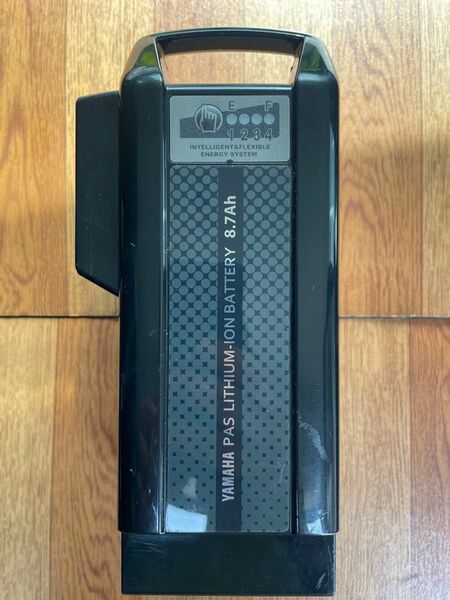 E F
1 2 3 4
INTELLIGENT&FLEXIBLE
ENERGY SYSTEM
YAMAHA PAS LITHIUM-ION BATTERY 8.7Ah